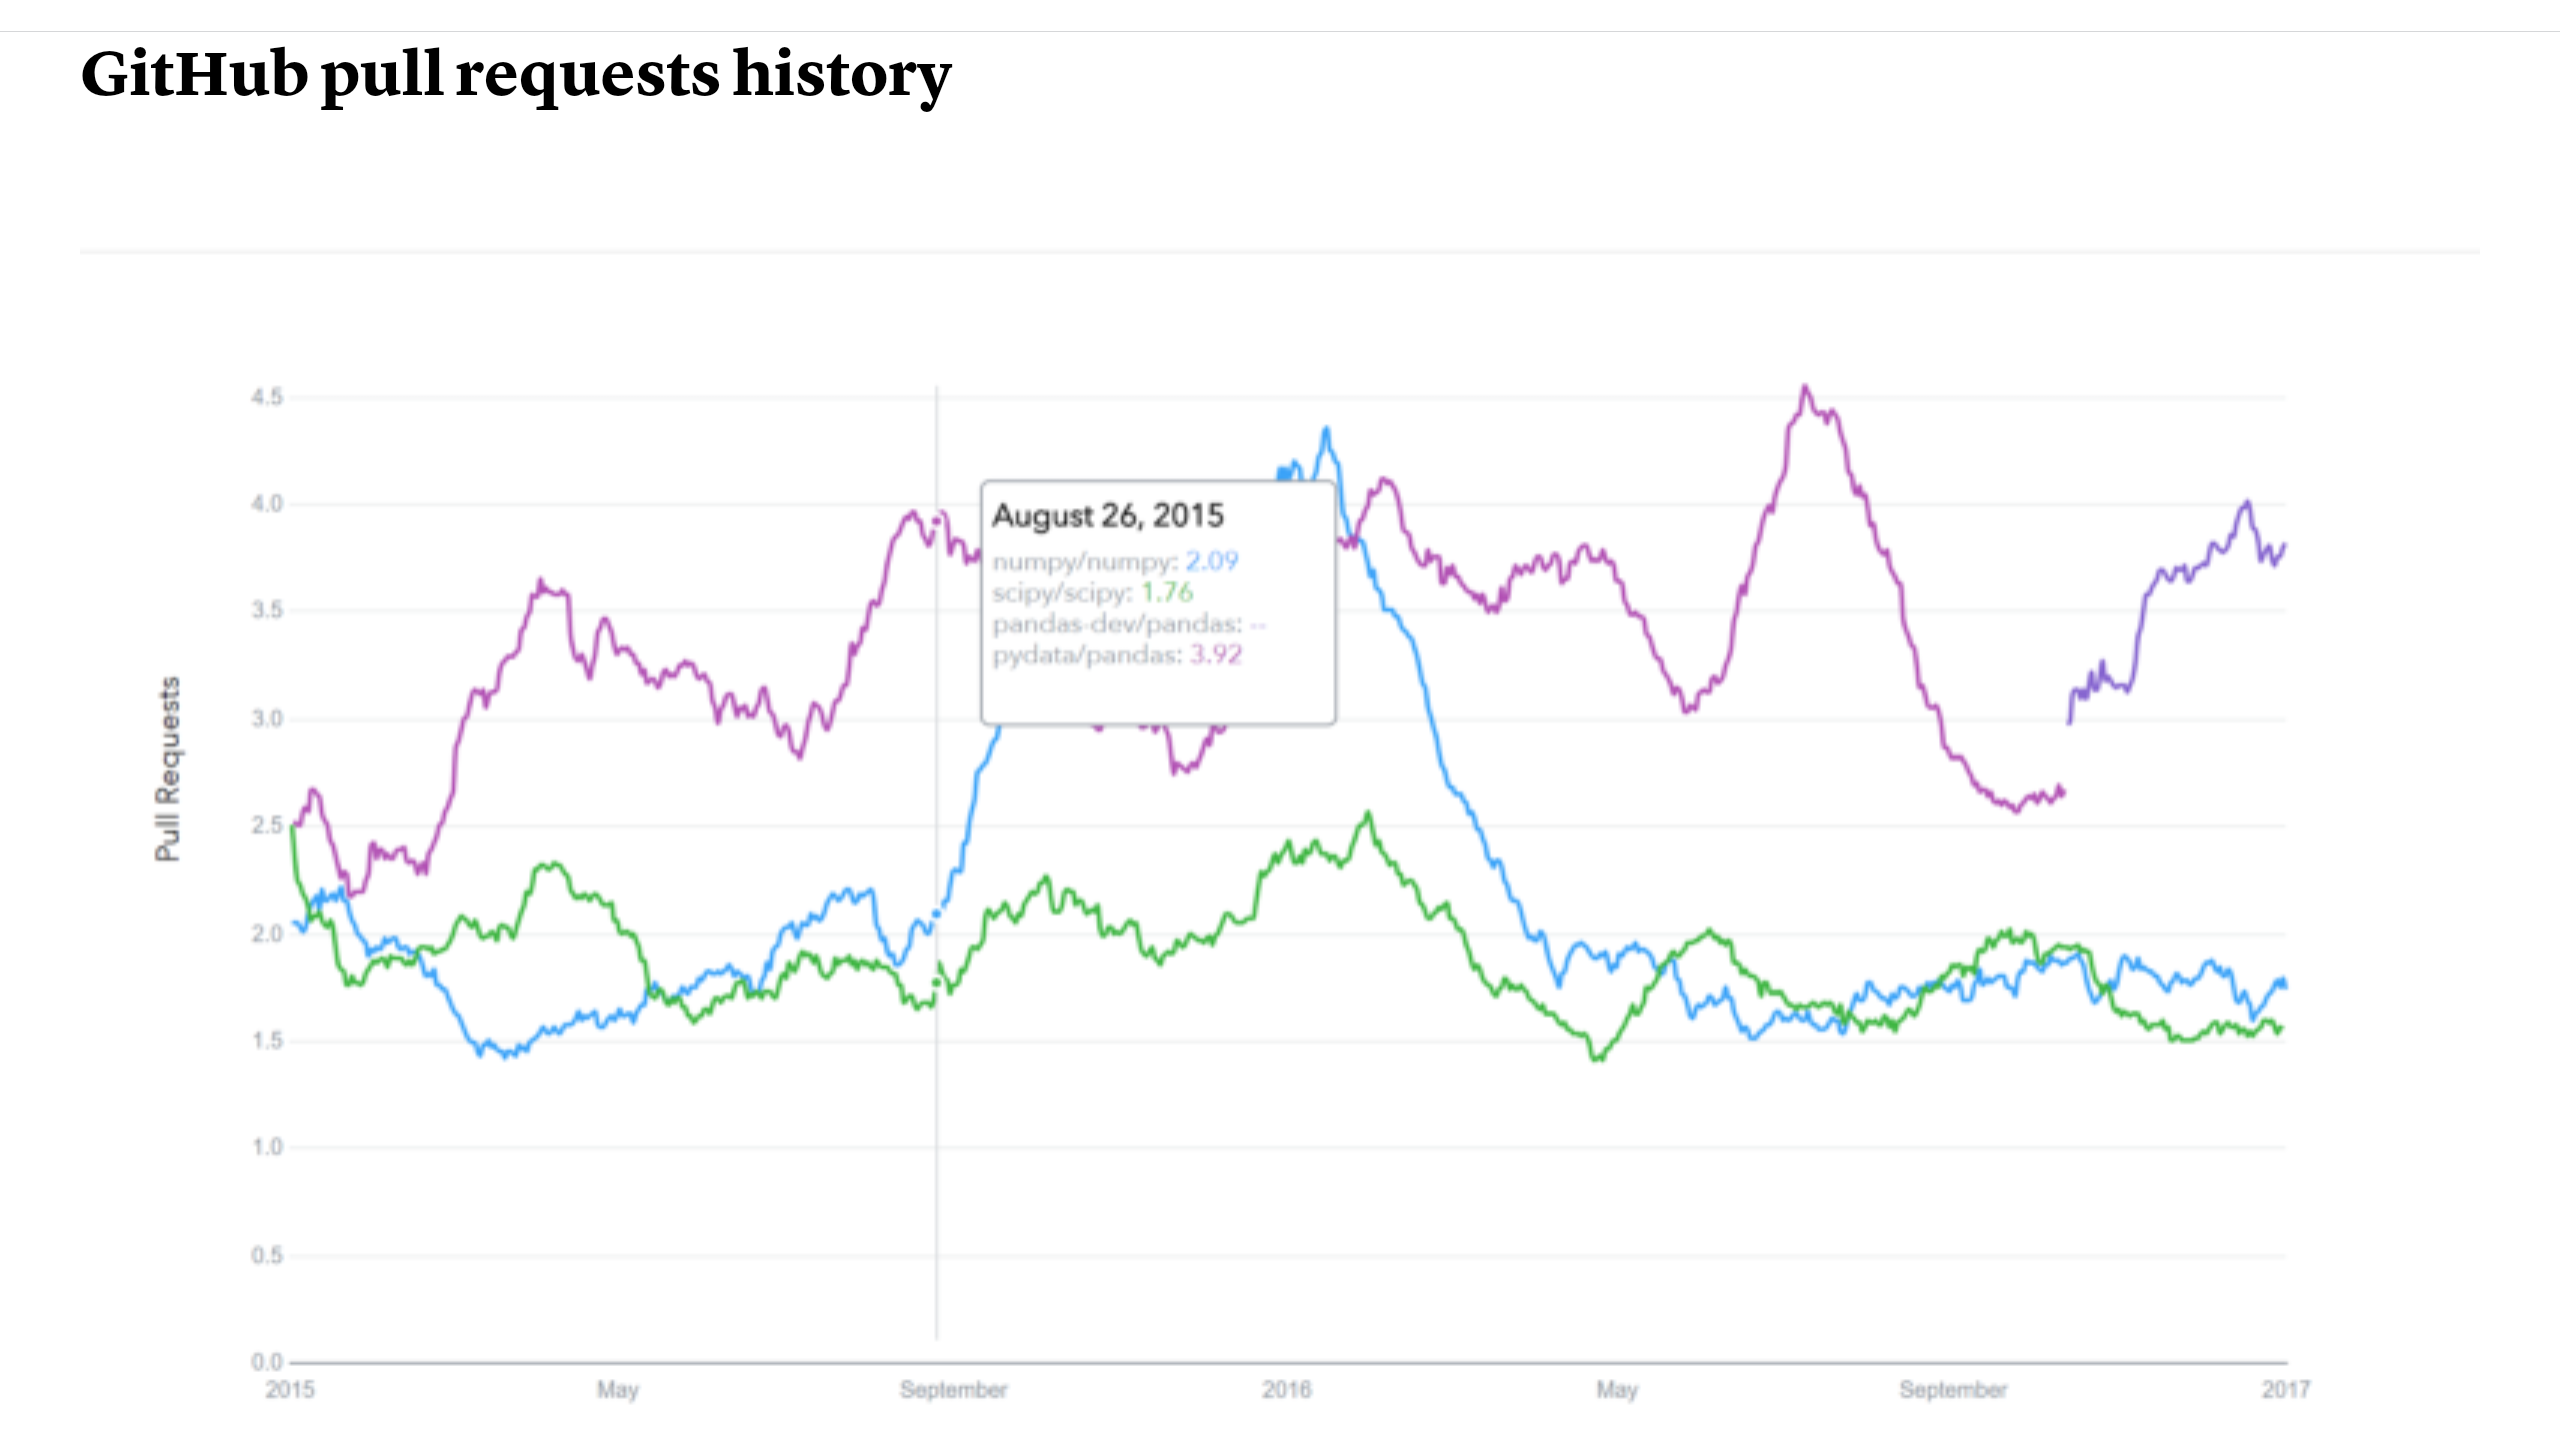 GitHub pull requests history
4.5
4.0
3.5
3.0
2.5
2.0
1.5
1.0
0.5
0.0
Pull Requests
August 26, 2015
numpy/numpy: 2.09
scipy/scipy: 1.76
pandas-dev/pandas: --
pydata/pandas: 3.92
2015 May September 2016 May September 2017